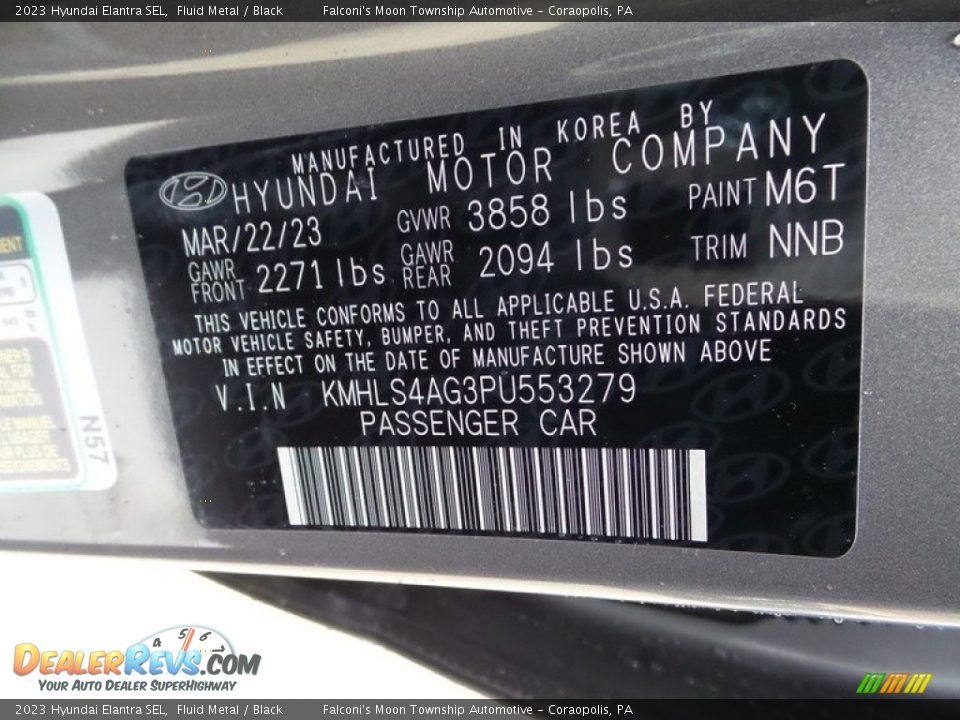 2023 Hyundai Elantra SEL, Fluid Metal / Black Falconi's Moon Township Automotive - Coraopolis, PA
MANUFACTURED IN KOREA BY
HYUNDAI MOTOR COMPANY
MAR/22/23 GVWR 3858 lbs PAINT M6T
GAWR FRONT 2271 lbs GAWR REAR 2094 lbs TRIM NNB
THIS VEHICLE CONFORMS TO ALL APPLICABLE U.S.A. FEDERAL
MOTOR VEHICLE SAFETY, BUMPER, AND THEFT PREVENTION STANDARDS
IN EFFECT ON THE DATE OF MANUFACTURE SHOWN ABOVE
V.I.N KMHLS4AG3PU553279
PASSENGER CAR
N57
4 5 6
DEALERREVS.COM
YOUR AUTO DEALER SUPERHIGHWAY
2023 Hyundai Elantra SEL, Fluid Metal / Black Falconi's Moon Township Automotive - Coraopolis, PA